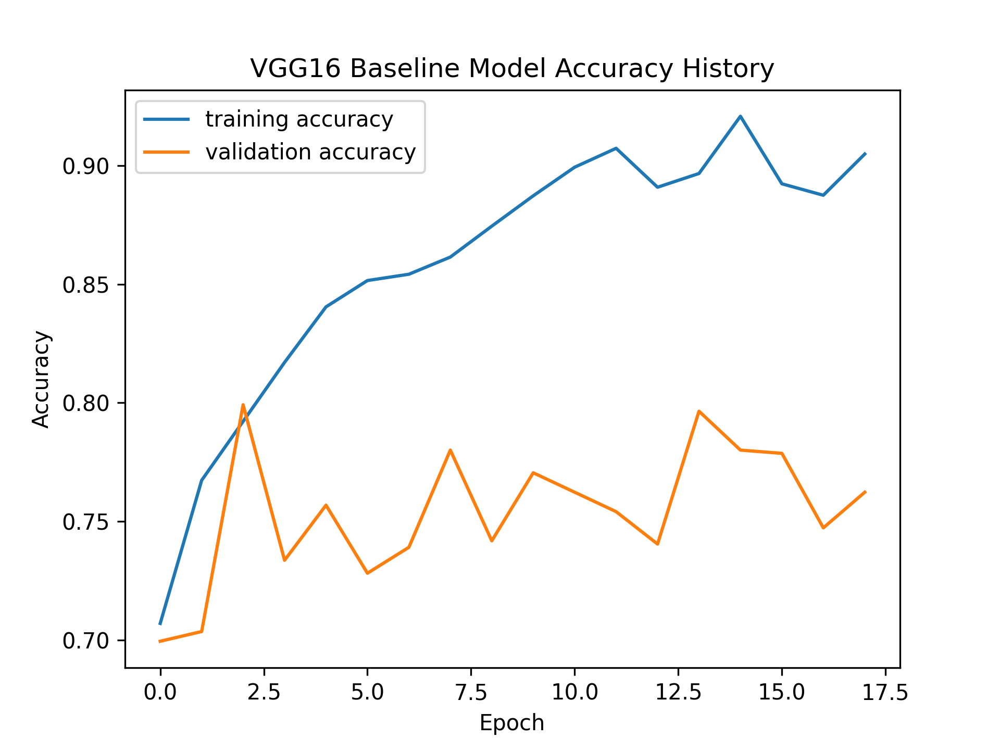 VGG16 Baseline Model Accuracy History
training accuracy
validation accuracy
0.90
0.85
0.80
0.75
0.70
Accuracy
0.0 2.5 5.0 7.5 10.0 12.5 15.0 17.5
Epoch